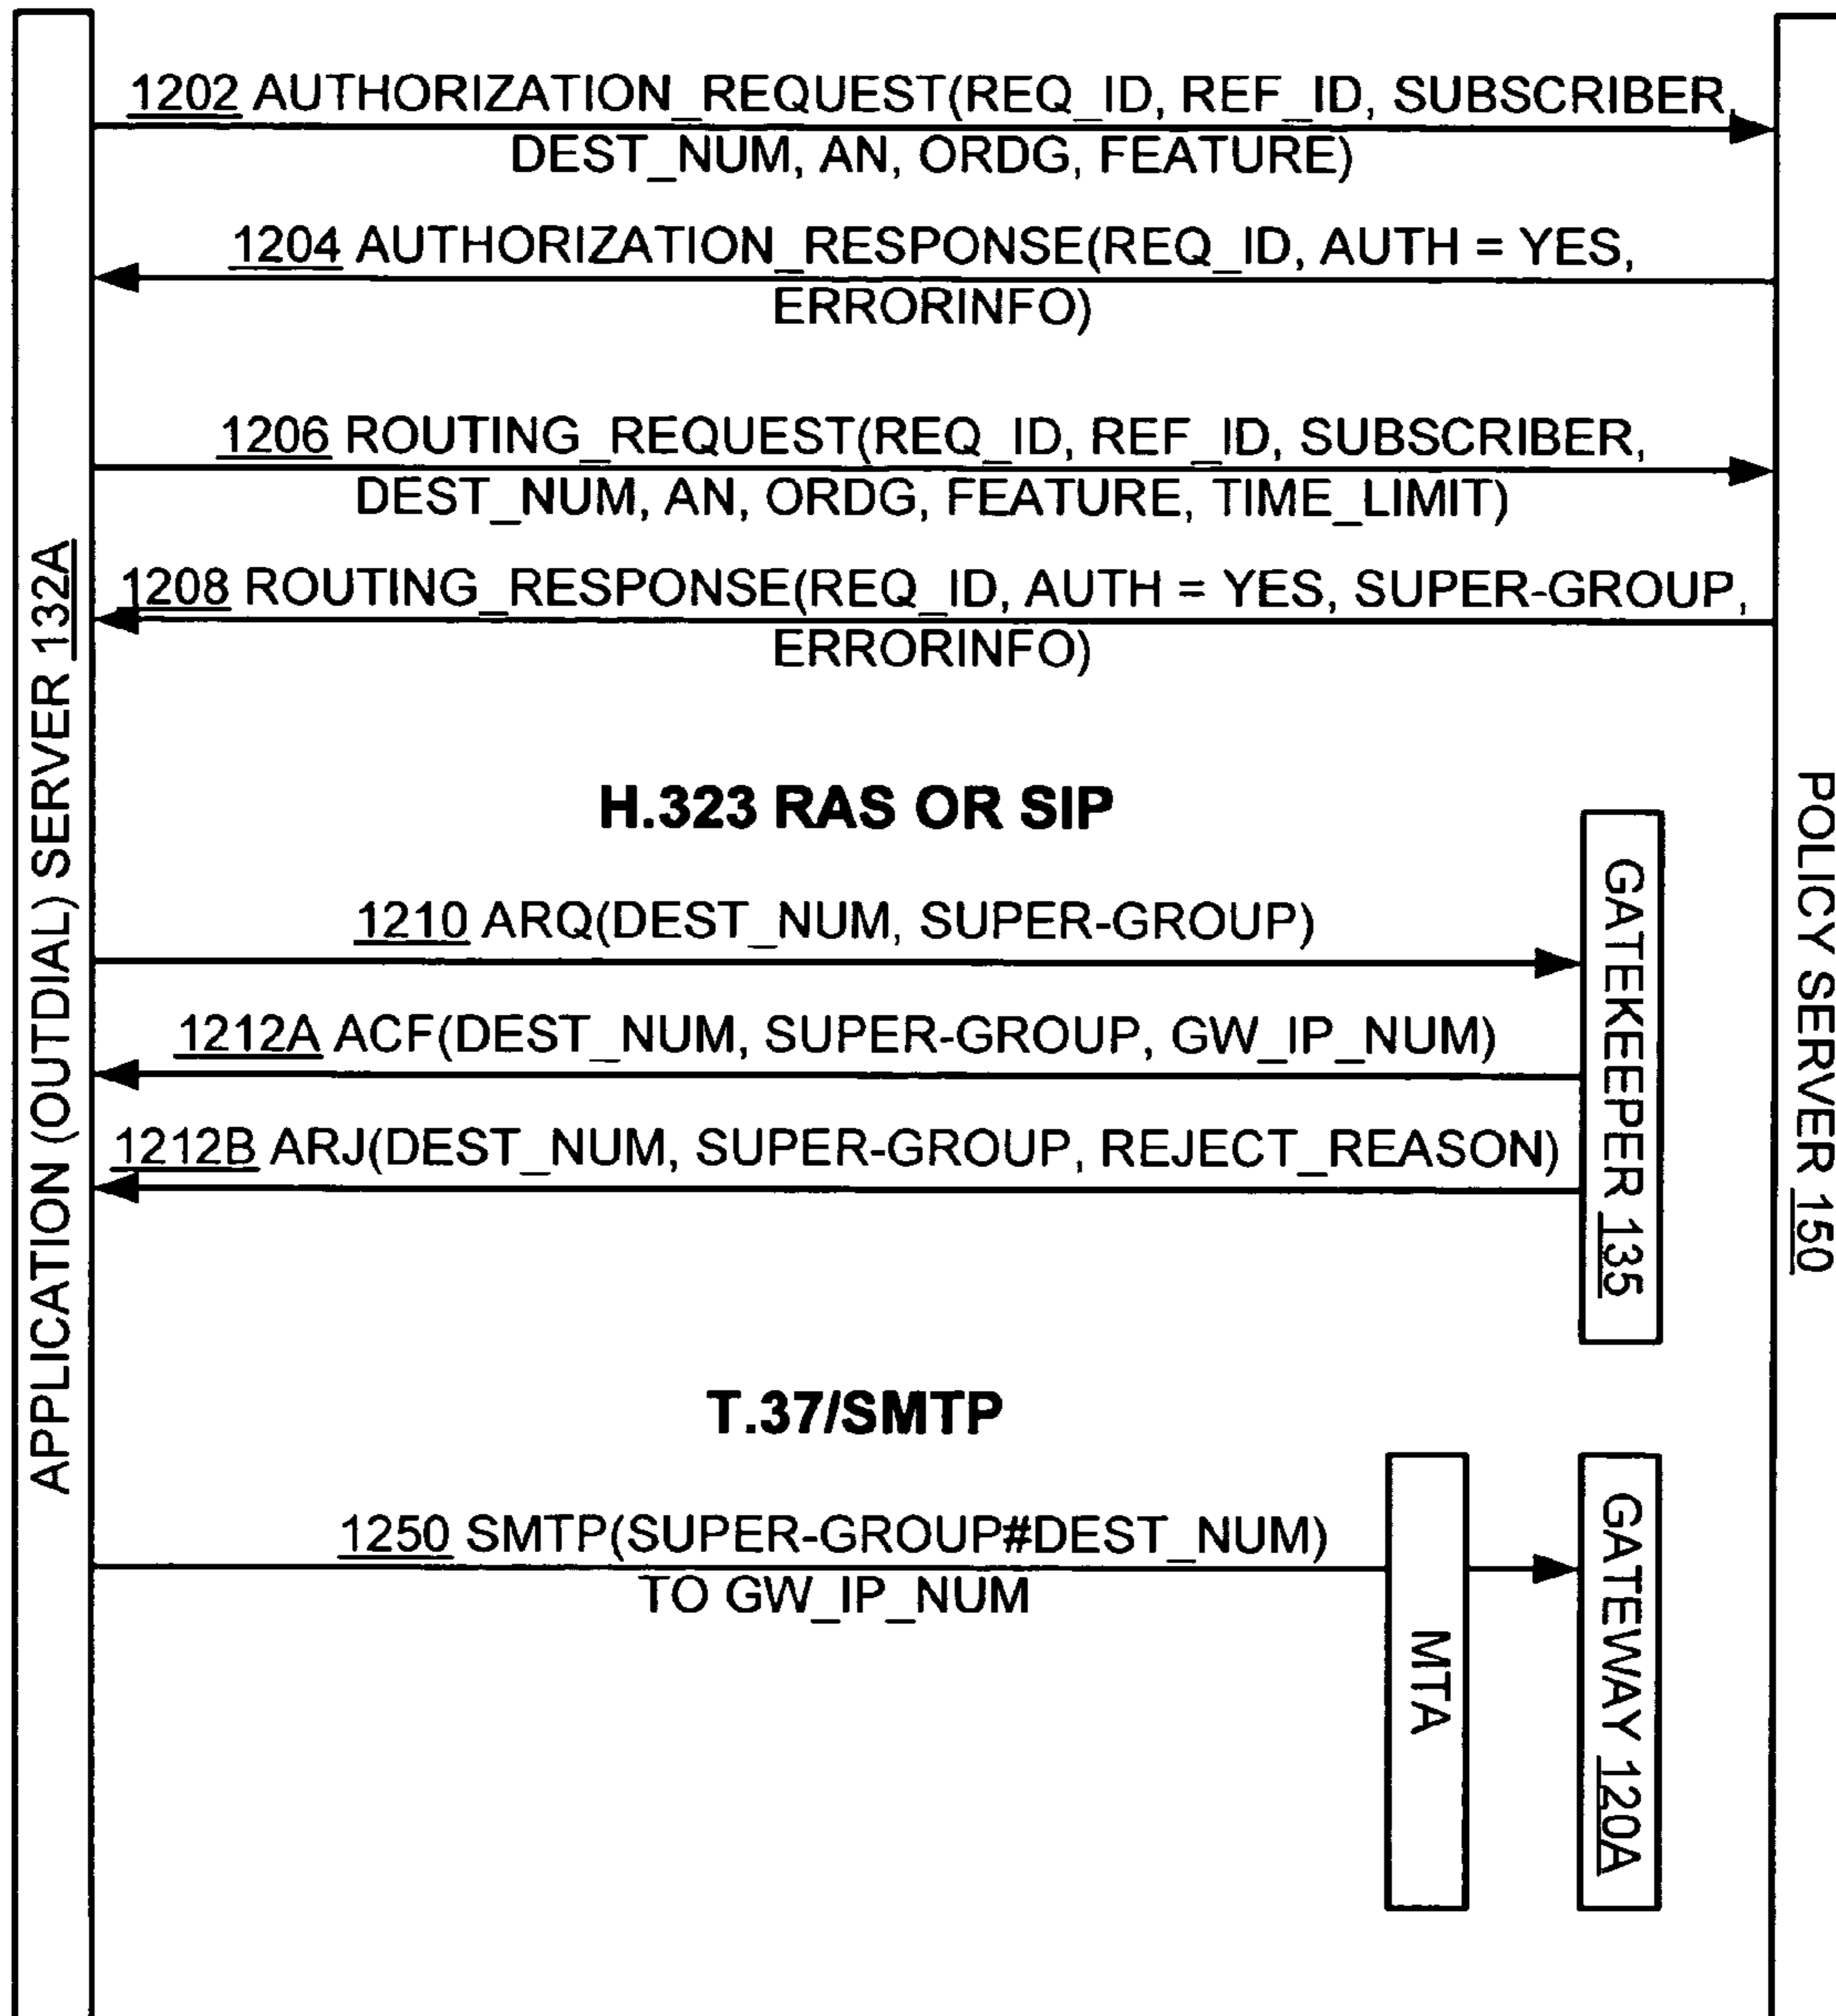 1202 AUTHORIZATION_REQUEST(REQ_ID, REF_ID, SUBSCRIBER,
DEST_NUM, AN, ORDG, FEATURE)
1204 AUTHORIZATION_RESPONSE(REQ_ID, AUTH = YES,
ERRORINFO)
1206 ROUTING_REQUEST(REQ_ID, REF_ID, SUBSCRIBER,
DEST_NUM, AN, ORDG, FEATURE, TIME_LIMIT)
1208 ROUTING_RESPONSE(REQ_ID, AUTH = YES, SUPER-GROUP,
ERRORINFO)
APPLICATION (OUTDIAL) SERVER 132A
POLICY SERVER 150
H.323 RAS OR SIP
GATEKEEPER 135
1210 ARQ(DEST_NUM, SUPER-GROUP)
1212A ACF(DEST_NUM, SUPER-GROUP, GW_IP_NUM)
1212B ARJ(DEST_NUM, SUPER-GROUP, REJECT_REASON)
T.37/SMTP
1250 SMTP(SUPER-GROUP#DEST_NUM)
TO GW_IP_NUM
MTA
GATEWAY 120A